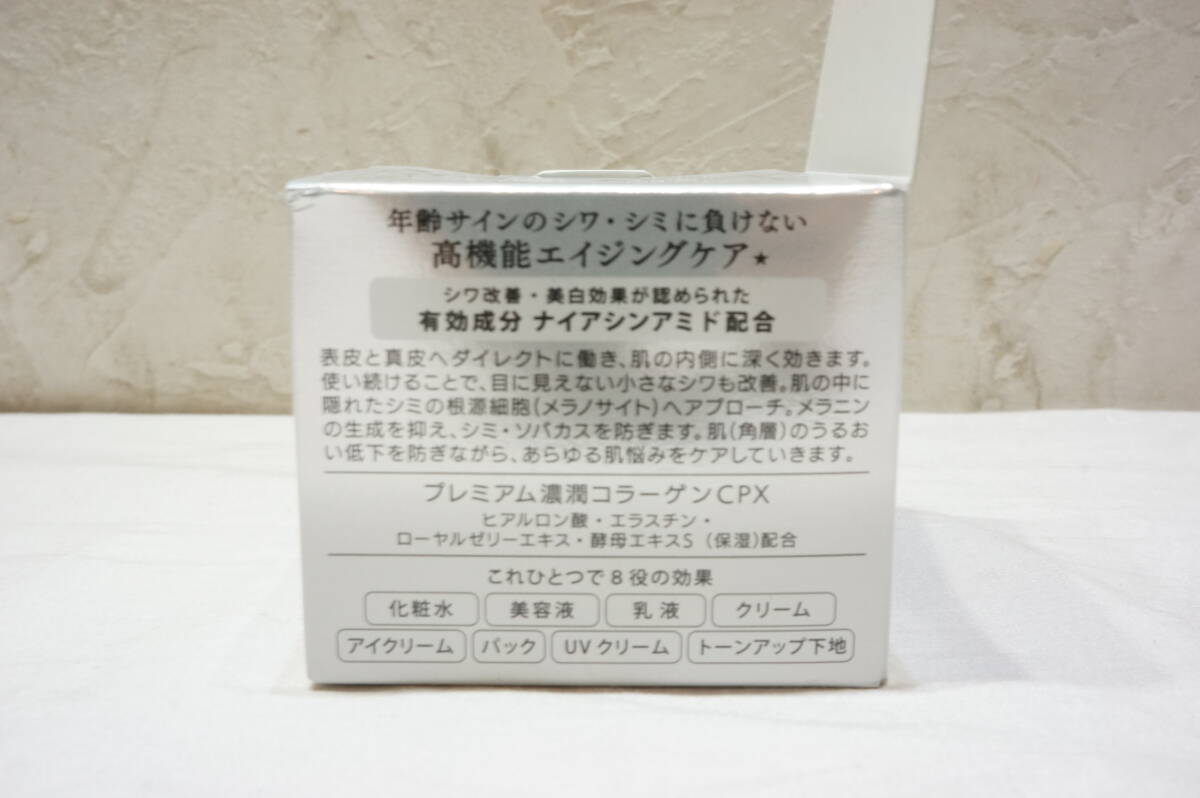 年齢サインのシワ・シミに負けない
高機能エイジングケア★
シワ改善・美白効果が認められた
有効成分 ナイアシンアミド配合
表皮と真皮へダイレクトに働き、肌の内側に深く効きます。
使い続けることで、目に見えない小さなシワも改善。肌の中に
隠れたシミの根源細胞(メラノサイト)へアプローチ。メラニン
の生成を抑え、シミ・ソバカスを防ぎます。肌(角層)のうるお
い低下を防ぎながら、あらゆる肌悩みをケアしていきます。
プレミアム濃潤コラーゲンCPX
ヒアルロン酸・エラスチン・
ローヤルゼリーエキス・酵母エキスS (保湿)配合
これひとつで8役の効果
化粧水 美容液 乳液 クリーム
アイクリーム パック UVクリーム トーンアップ下地